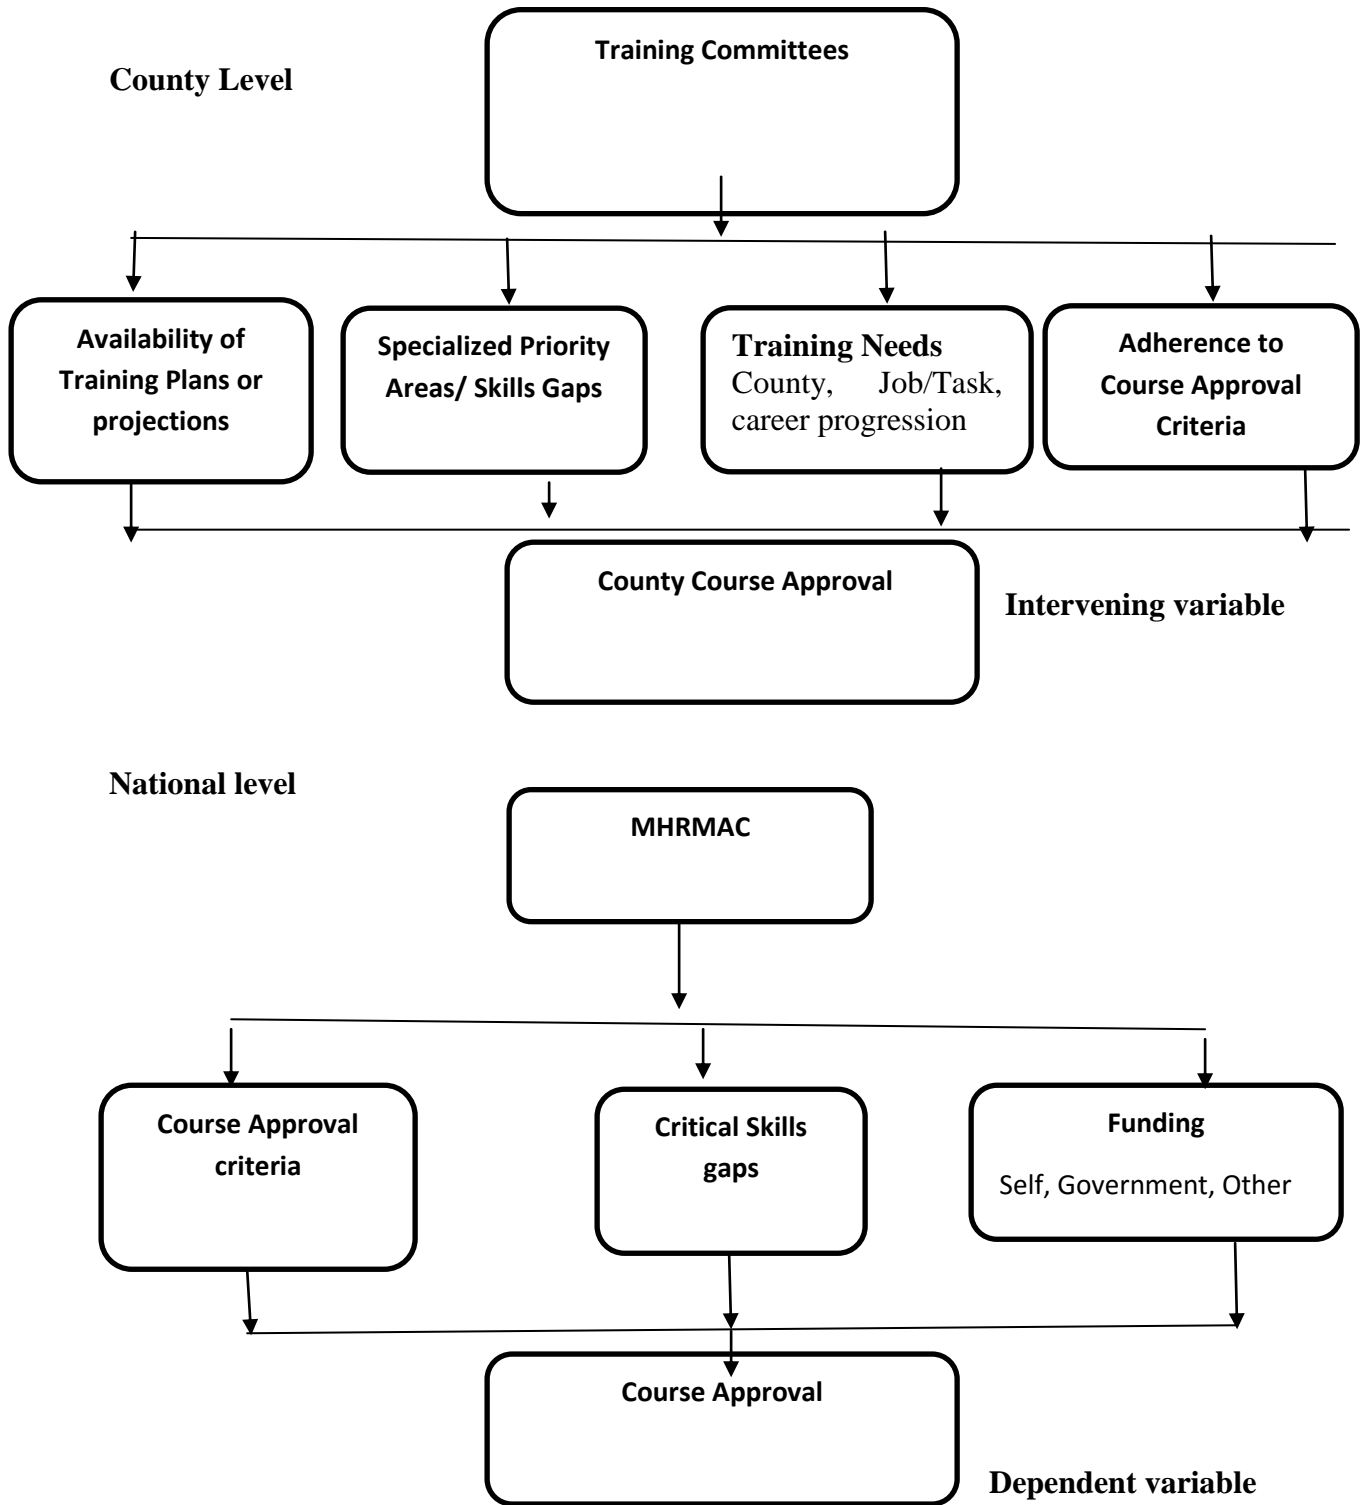 Training Committees
County Level
Availability of
Training Plans or
projections
Specialized Priority
Areas/ Skills Gaps
Training Needs
County, Job/Task,
career progression
Adherence to
Course Approval
Criteria
County Course Approval
Intervening variable
National level
MHRMAC
Course Approval
criteria
Critical Skills
gaps
Funding
Self, Government, Other
Course Approval
Dependent variable